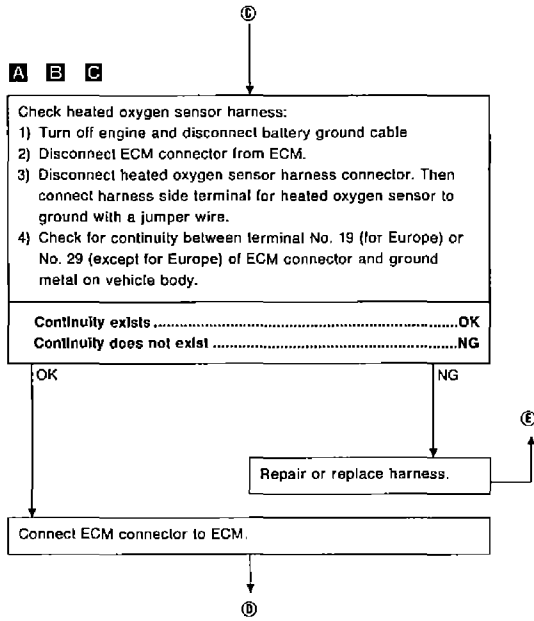 Ⓒ
A B C
Check heated oxygen sensor harness:
1) Turn off engine and disconnect battery ground cable
2) Disconnect ECM connector from ECM.
3) Disconnect heated oxygen sensor harness connector. Then
connect harness side terminal for heated oxygen sensor to
ground with a jumper wire.
4) Check for continuity between terminal No. 19 (for Europe) or
No. 29 (except for Europe) of ECM connector and ground
metal on vehicle body.
Continuity exists ............................................................OK
Continuity does not exist .................................................NG
OK NG
Ⓔ
Repair or replace harness.
Connect ECM connector to ECM.
Ⓓ